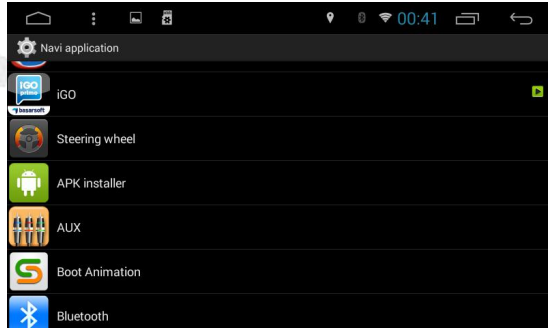 00:41
Navi application
iGO
primo
basarsoft
iGO
Steering wheel
APK installer
AUX
Boot Animation
Bluetooth